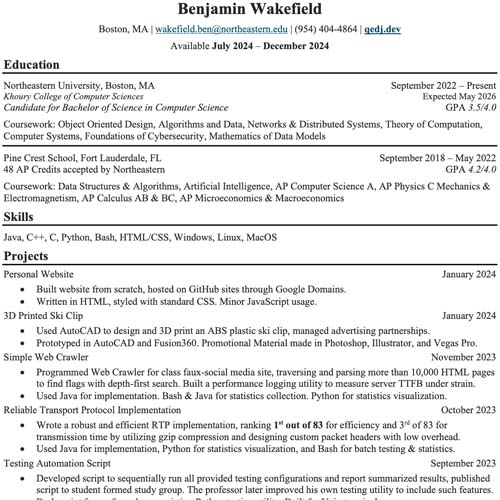 Benjamin Wakefield
Boston, MA | wakefield.ben@northeastern.edu | (954) 404-4864 | qedj.dev
Available July 2024 – December 2024
Education
Northeastern University, Boston, MA September 2022 – Present
Khoury College of Computer Sciences Expected May 2026
Candidate for Bachelor of Science in Computer Science GPA 3.5/4.0
Coursework: Object Oriented Design, Algorithms and Data, Networks & Distributed Systems, Theory of Computation,
Computer Systems, Foundations of Cybersecurity, Mathematics of Data Models
Pine Crest School, Fort Lauderdale, FL September 2018 – May 2022
48 AP Credits accepted by Northeastern GPA 4.2/4.0
Coursework: Data Structures & Algorithms, Artificial Intelligence, AP Computer Science A, AP Physics C Mechanics &
Electromagnetism, AP Calculus AB & BC, AP Microeconomics & Macroeconomics
Skills
Java, C++, C, Python, Bash, HTML/CSS, Windows, Linux, MacOS
Projects
Personal Website January 2024
• Built website from scratch, hosted on GitHub sites through Google Domains.
• Written in HTML, styled with standard CSS. Minor JavaScript usage.
3D Printed Ski Clip January 2024
• Used AutoCAD to design and 3D print an ABS plastic ski clip, managed advertising partnerships.
• Prototyped in AutoCAD and Fusion360. Promotional Material made in Photoshop, Illustrator, and Vegas Pro.
Simple Web Crawler November 2023
• Programmed Web Crawler for class faux-social media site, traversing and parsing more than 10,000 HTML pages
to find flags with depth-first search. Built a performance logging utility to measure server TTFB under strain.
• Used Java for implementation. Bash & Java for statistics collection. Python for statistics visualization.
Reliable Transport Protocol Implementation October 2023
• Wrote a robust and efficient RTP implementation, ranking 1st out of 83 for efficiency and 3rd of 83 for
transmission time by utilizing gzip compression and designing custom packet headers with low overhead.
• Used Java for implementation, Python for statistics visualization, and Bash for batch testing & statistics.
Testing Automation Script September 2023
• Developed script to sequentially run all provided testing configurations and report summarized results, published
script to student formed study group. The professor later improved his own testing utility to include such features.